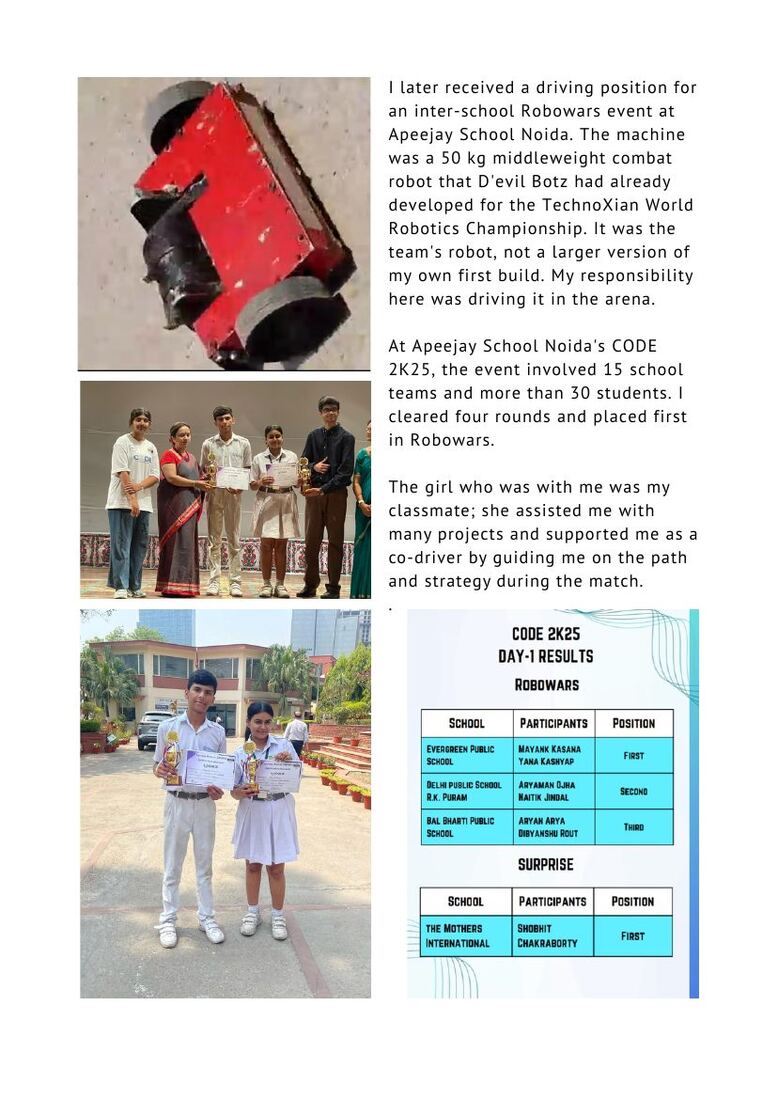 I later received a driving position for
an inter-school Robowars event at
Apeejay School Noida. The machine
was a 50 kg middleweight combat
robot that D'evil Botz had already
developed for the TechnoXian World
Robotics Championship. It was the
team's robot, not a larger version of
my own first build. My responsibility
here was driving it in the arena.
At Apeejay School Noida's CODE
2K25, the event involved 15 school
teams and more than 30 students. I
cleared four rounds and placed first
in Robowars.
The girl who was with me was my
classmate; she assisted me with
many projects and supported me as a
co-driver by guiding me on the path
and strategy during the match.
.
CODE 2K25
DAY-1 RESULTS
ROBOWARS
SCHOOL PARTICIPANTS POSITION
EVERGREEN PUBLIC MAYANK KASANA FIRST
SCHOOL YANA KASHYAP
DELHI PUBLIC SCHOOL ARYAMAN OJHA SECOND
R.K. PURAM NAITIK JINDAL
BAL BHARTI PUBLIC ARYAN ARYA THIRD
SCHOOL DIBYANSHU ROUT
SURPRISE
SCHOOL PARTICIPANTS POSITION
THE MOTHERS SHOBHIT FIRST
INTERNATIONAL CHAKRABORTY